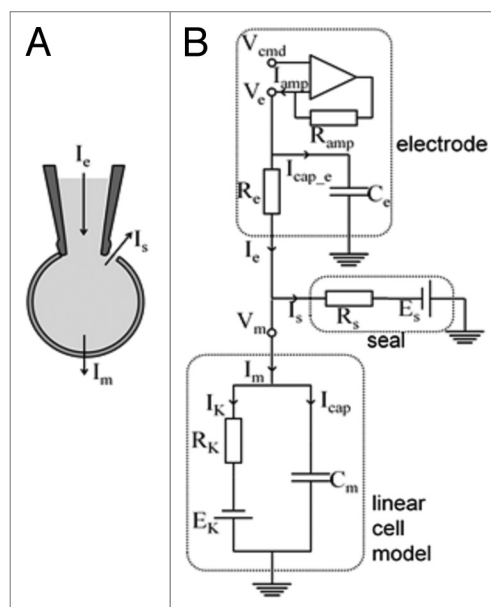 A
B
I_e
I_s
I_m
V_cmd
I_amp
V_e
R_amp
electrode
I_cap_e
R_e
C_e
I_e
I_s
R_s
E_s
seal
V_m
I_m
I_K
I_cap
R_K
C_m
E_K
linear
cell
model